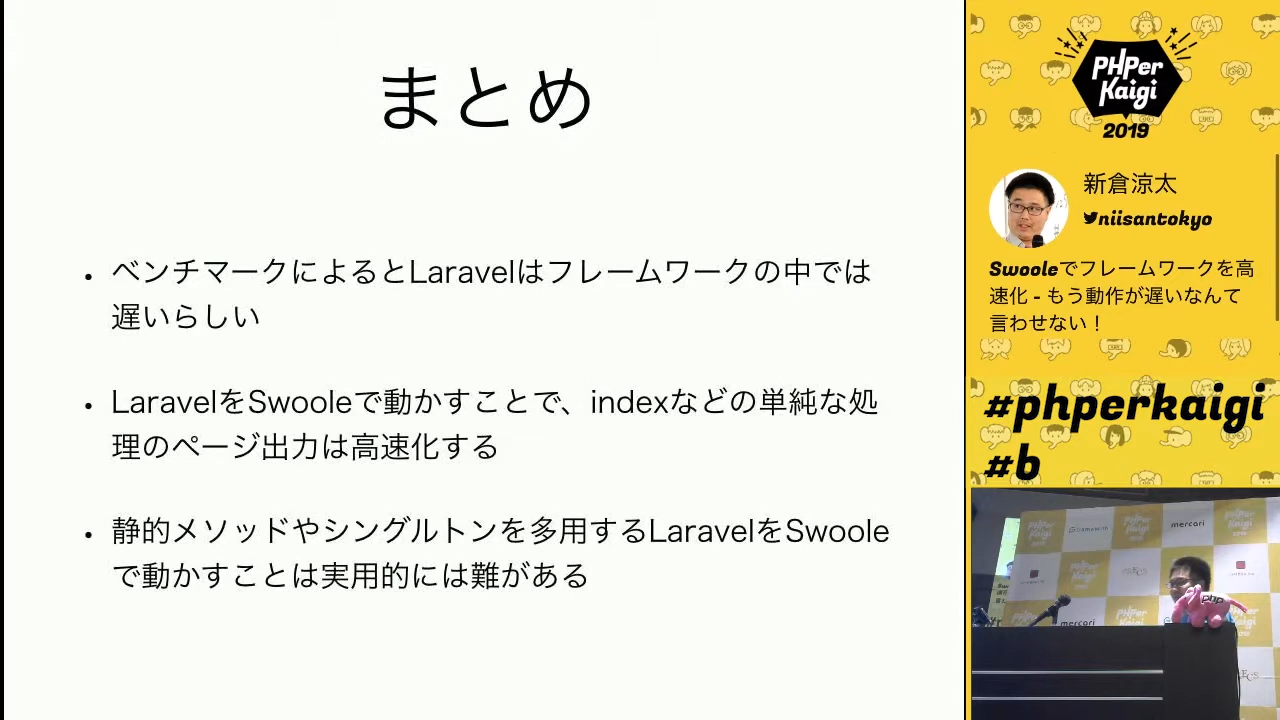 まとめ
・ベンチマークによるとLaravelはフレームワークの中では
遅いらしい
・LaravelをSwooleで動かすことで、indexなどの単純な処
理のページ出力は高速化する
・静的メソッドやシングルトンを多用するLaravelをSwoole
で動かすことは実用的には難がある
PHPer
Kaigi
2019
新倉涼太
niisantokyo
Swooleでフレームワークを高
速化 - もう動作が遅いなんて
言わせない！
#phperkaigi
#b
mercari
php
mercari